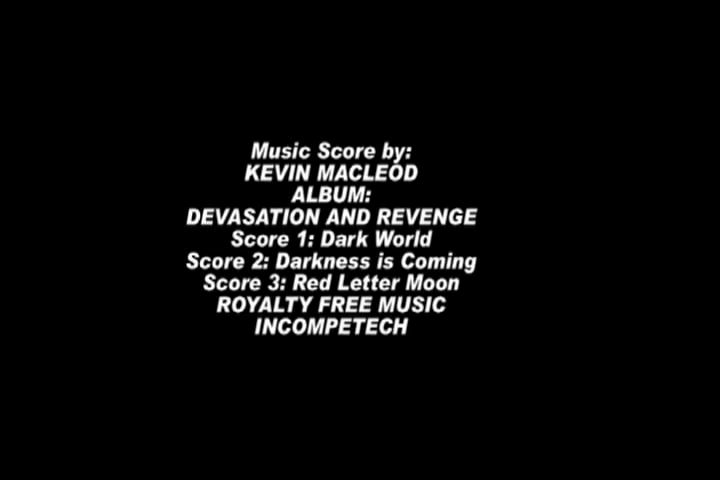 Music Score by:
KEVIN MACLEOD
ALBUM:
DEVASATION AND REVENGE
Score 1: Dark World
Score 2: Darkness is Coming
Score 3: Red Letter Moon
ROYALTY FREE MUSIC
INCOMPETECH